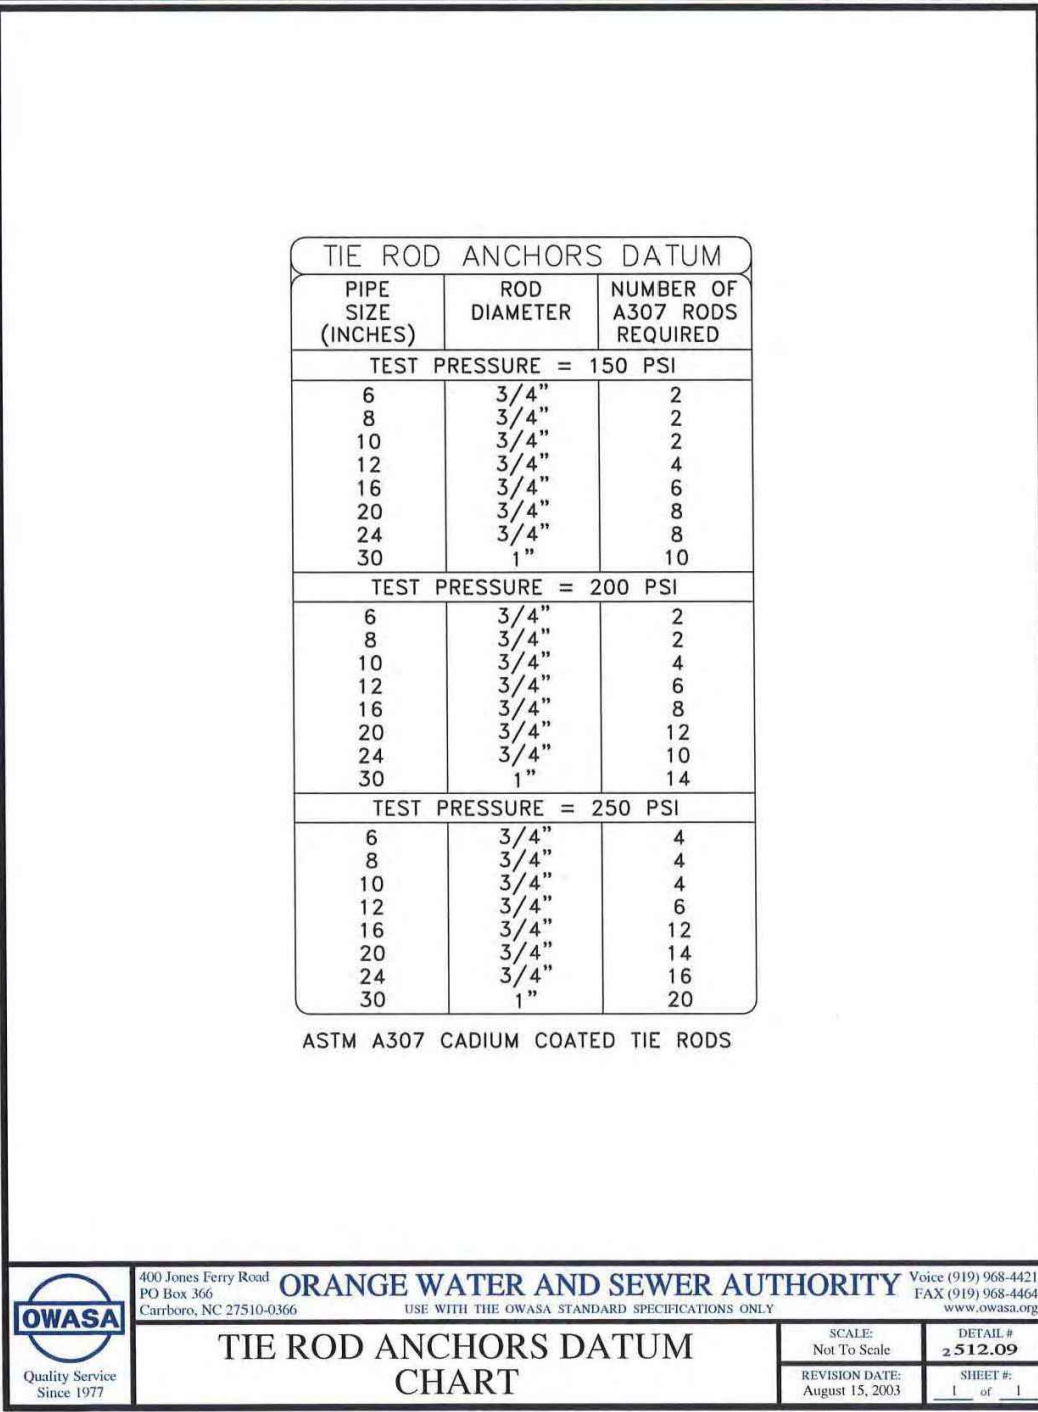 TIE ROD ANCHORS DATUM
PIPE SIZE (INCHES) ROD DIAMETER NUMBER OF A307 RODS REQUIRED
TEST PRESSURE = 150 PSI
6 3/4" 2
8 3/4" 2
10 3/4" 2
12 3/4" 4
16 3/4" 6
20 3/4" 8
24 3/4" 8
30 1" 10
TEST PRESSURE = 200 PSI
6 3/4" 2
8 3/4" 2
10 3/4" 4
12 3/4" 6
16 3/4" 8
20 3/4" 12
24 3/4" 10
30 1" 14
TEST PRESSURE = 250 PSI
6 3/4" 4
8 3/4" 4
10 3/4" 4
12 3/4" 6
16 3/4" 12
20 3/4" 14
24 3/4" 16
30 1" 20
ASTM A307 CADIUM COATED TIE RODS
OWASA
Quality Service
Since 1977
400 Jones Ferry Road
PO Box 366
Carrboro, NC 27510-0366
ORANGE WATER AND SEWER AUTHORITY
USE WITH THE OWASA STANDARD SPECIFICATIONS ONLY
Voice (919) 968-4421
FAX (919) 968-4464
www.owasa.org
TIE ROD ANCHORS DATUM
CHART
SCALE:
Not To Scale
DETAIL #
2 512.09
REVISION DATE:
August 15, 2003
SHEET #:
1 of 1